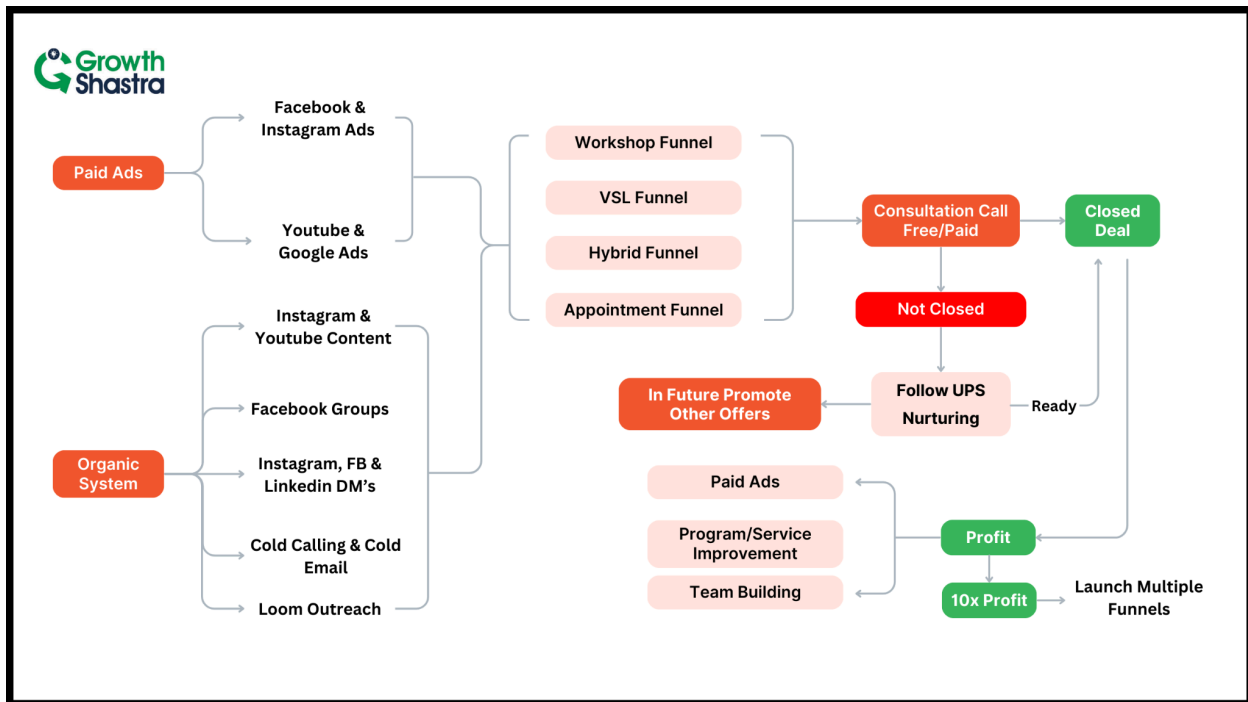 Growth
Shastra
Facebook &
Instagram Ads
Paid Ads
Youtube &
Google Ads
Instagram &
Youtube Content
Facebook Groups
Organic
System
Instagram, FB &
Linkedin DM’s
Cold Calling & Cold
Email
Loom Outreach
Workshop Funnel
VSL Funnel
Hybrid Funnel
Appointment Funnel
Consultation Call
Free/Paid
Closed
Deal
Not Closed
Follow UPS
Nurturing
Ready
In Future Promote
Other Offers
Paid Ads
Program/Service
Improvement
Team Building
Profit
10x Profit
Launch Multiple
Funnels